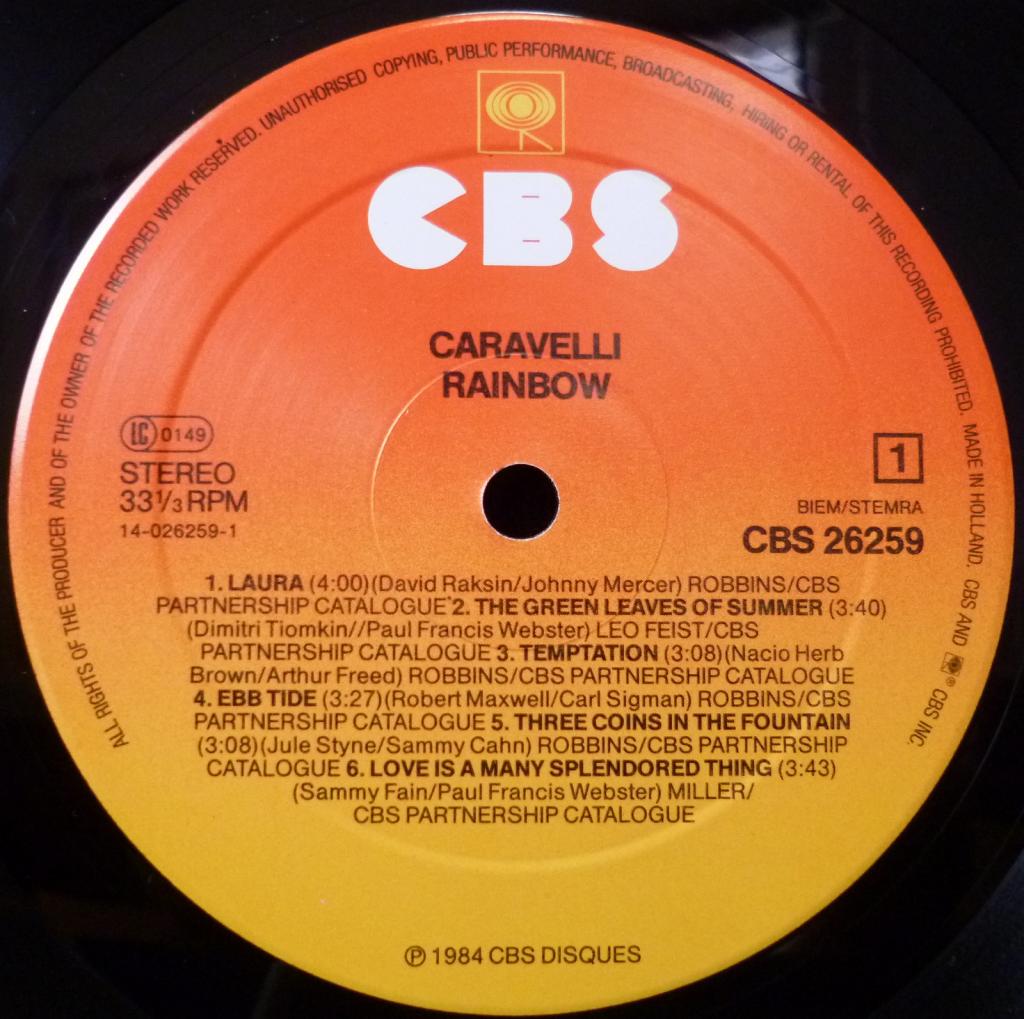 ALL RIGHTS OF THE PRODUCER AND OF THE OWNER OF THE RECORDED WORK RESERVED. UNAUTHORISED COPYING, PUBLIC PERFORMANCE, BROADCASTING, HIRING OR RENTAL OF THIS RECORDING PROHIBITED. MADE IN HOLLAND. CBS AND ® CBS INC.
CBS
CARAVELLI
RAINBOW
LC 0149
STEREO
33⅓ RPM
14-026259-1
1
BIEM/STEMRA
CBS 26259
1. LAURA (4:00)(David Raksin/Johnny Mercer) ROBBINS/CBS
PARTNERSHIP CATALOGUE 2. THE GREEN LEAVES OF SUMMER (3:40)
(Dimitri Tiomkin//Paul Francis Webster) LEO FEIST/CBS
PARTNERSHIP CATALOGUE 3. TEMPTATION (3:08)(Nacio Herb
Brown/Arthur Freed) ROBBINS/CBS PARTNERSHIP CATALOGUE
4. EBB TIDE (3:27)(Robert Maxwell/Carl Sigman) ROBBINS/CBS
PARTNERSHIP CATALOGUE 5. THREE COINS IN THE FOUNTAIN
(3:08)(Jule Styne/Sammy Cahn) ROBBINS/CBS PARTNERSHIP
CATALOGUE 6. LOVE IS A MANY SPLENDORED THING (3:43)
(Sammy Fain/Paul Francis Webster) MILLER/
CBS PARTNERSHIP CATALOGUE
℗ 1984 CBS DISQUES